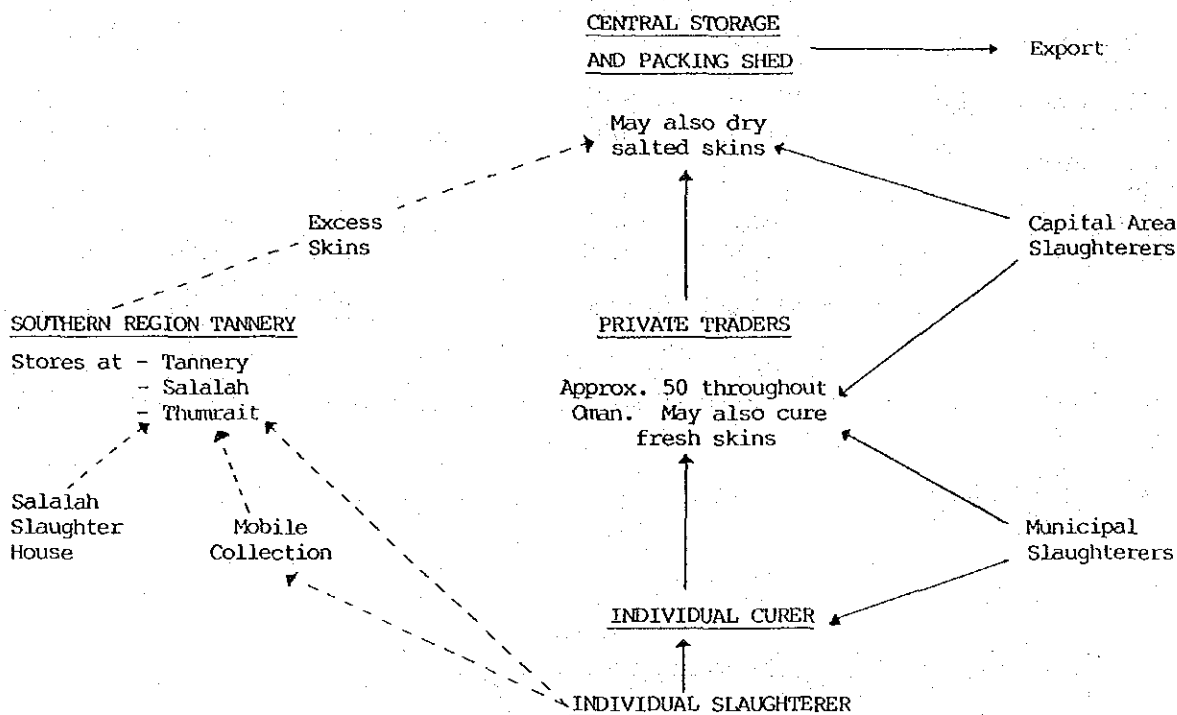 CENTRAL STORAGE
AND PACKING SHED
Export
May also dry
salted skins
Excess
Skins
Capital Area
Slaughterers
SOUTHERN REGION TANNERY
Stores at - Tannery
- Salalah
- Thumrait
PRIVATE TRADERS
Approx. 50 throughout
Oman. May also cure
fresh skins
Salalah
Slaughter
House
Mobile
Collection
Municipal
Slaughterers
INDIVIDUAL CURER
INDIVIDUAL SLAUGHTERER